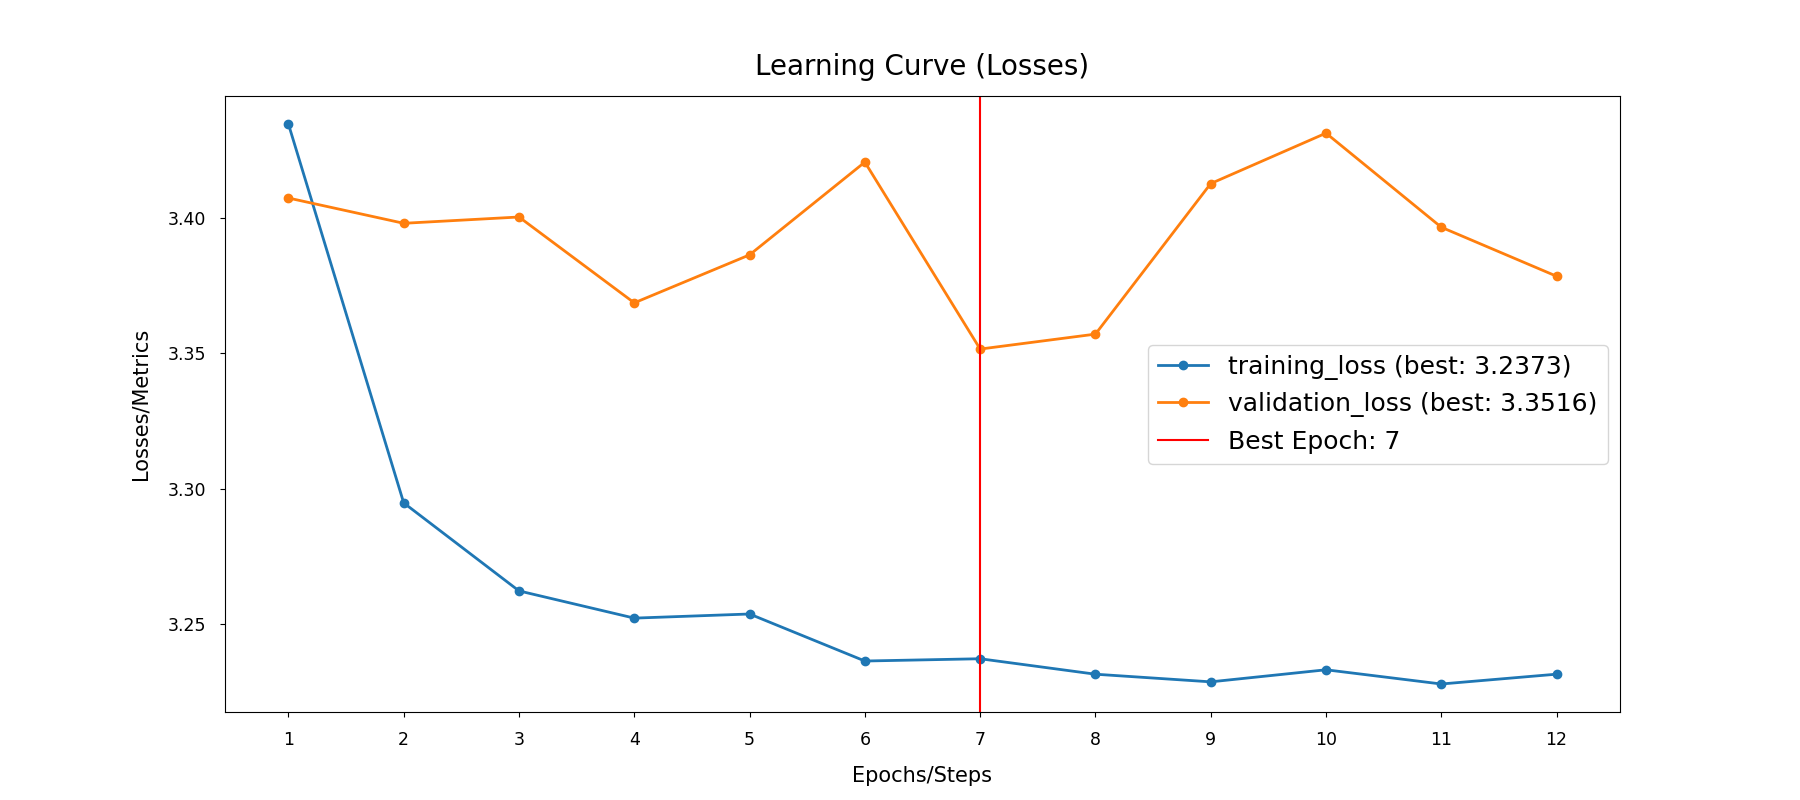 Learning Curve (Losses)
3.40
3.35
3.30
3.25
Losses/Metrics
training_loss (best: 3.2373)
validation_loss (best: 3.3516)
Best Epoch: 7
1 2 3 4 5 6 7 8 9 10 11 12
Epochs/Steps